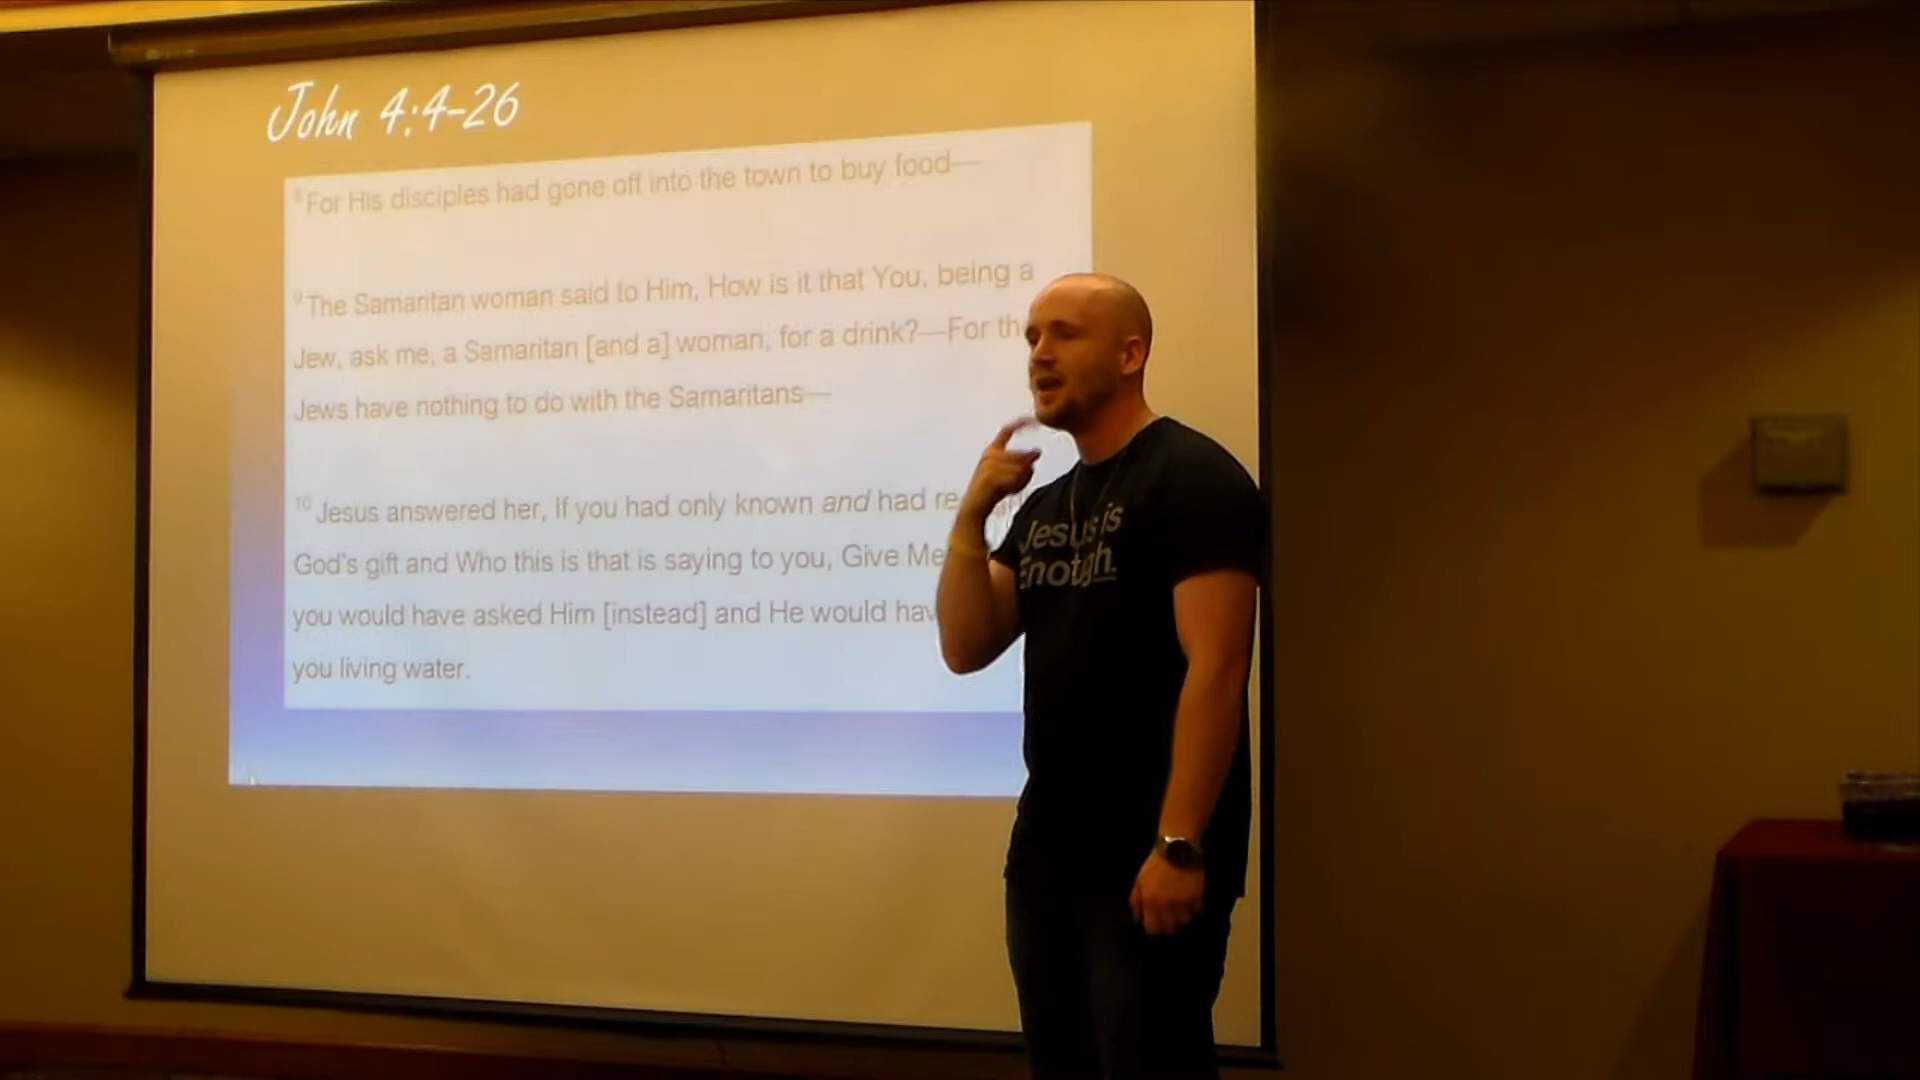 John 4:4-26
8 For His disciples had gone off into the town to buy food—
9 The Samaritan woman said to Him, How is it that You, being a
Jew, ask me, a Samaritan [and a] woman, for a drink?—For th
Jews have nothing to do with the Samaritans—
10 Jesus answered her, If you had only known and had re
God's gift and Who this is that is saying to you, Give Me
you would have asked Him [instead] and He would hav
you living water.
Jesus is
Enough.